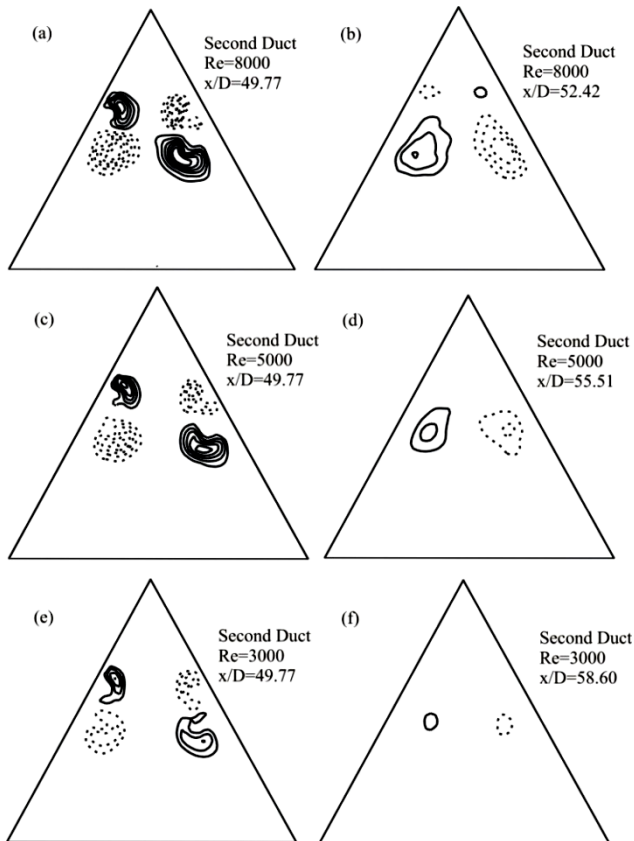 (a)
Second Duct
Re=8000
x/D=49.77
(b)
Second Duct
Re=8000
x/D=52.42
(c)
Second Duct
Re=5000
x/D=49.77
(d)
Second Duct
Re=5000
x/D=55.51
(e)
Second Duct
Re=3000
x/D=49.77
(f)
Second Duct
Re=3000
x/D=58.60